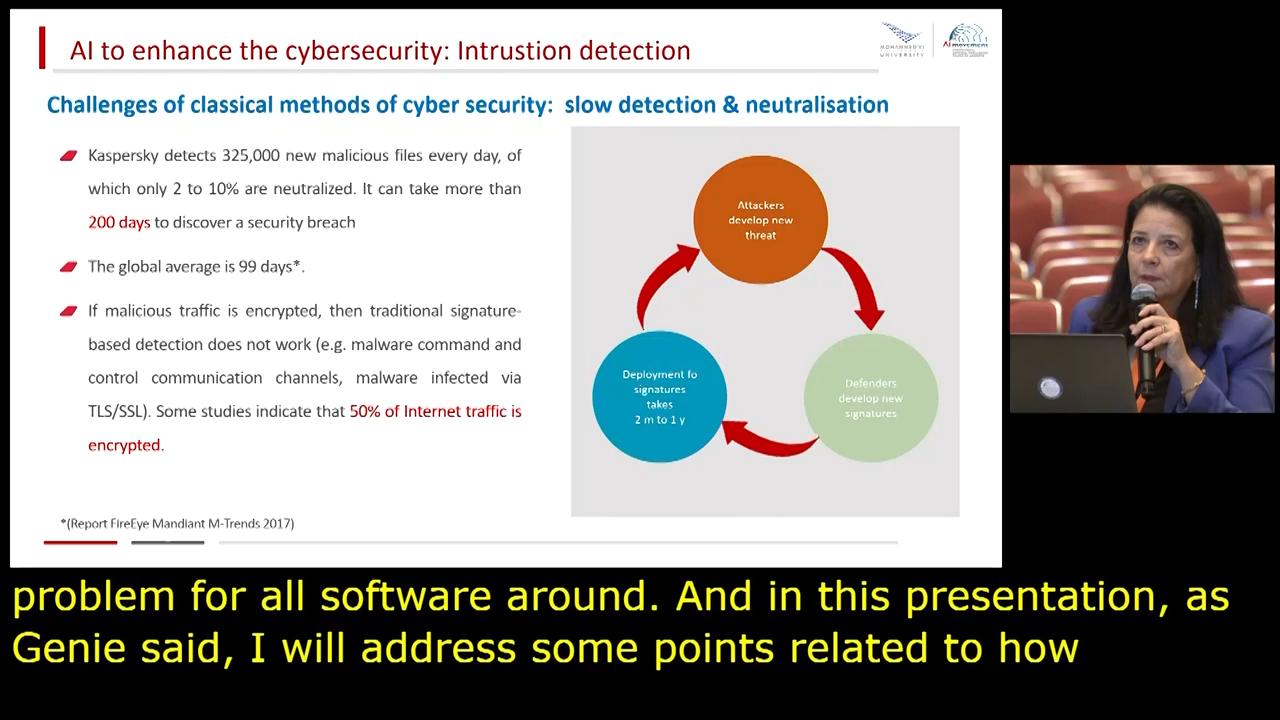 AI to enhance the cybersecurity: Intrustion detection
MOHAMMED VI
UNIVERSITY
AI movement
Challenges of classical methods of cyber security: slow detection & neutralisation
Kaspersky detects 325,000 new malicious files every day, of
which only 2 to 10% are neutralized. It can take more than
200 days to discover a security breach
The global average is 99 days*.
If malicious traffic is encrypted, then traditional signature-
based detection does not work (e.g. malware command and
control communication channels, malware infected via
TLS/SSL). Some studies indicate that 50% of Internet traffic is
encrypted.
Attackers
develop new
threat
Defenders
develop new
signatures
Deployment fo
signatures
takes
2 m to 1 y
*(Report FireEye Mandiant M-Trends 2017)
problem for all software around. And in this presentation, as
Genie said, I will address some points related to how